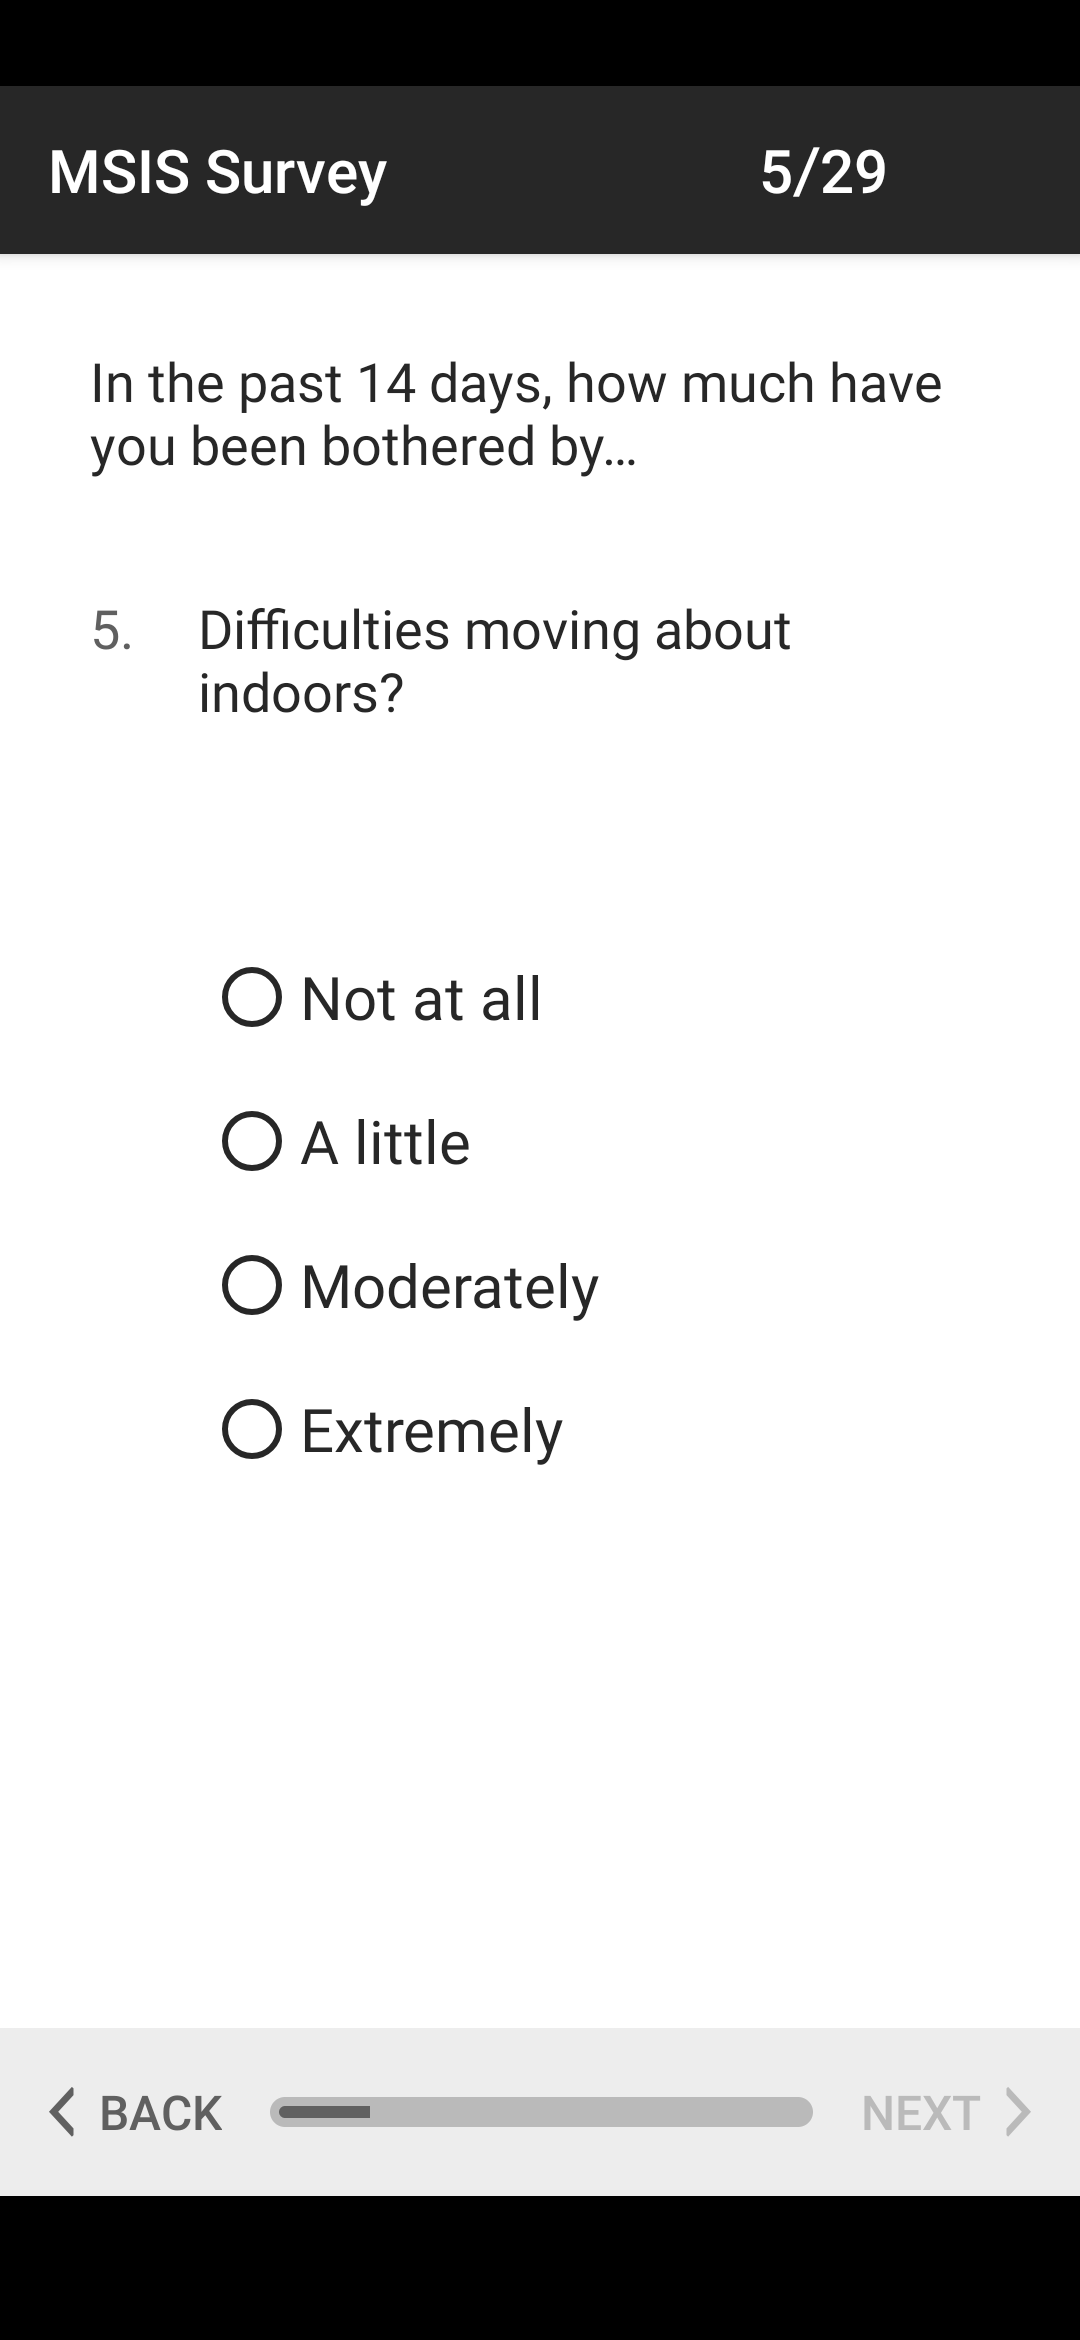 MSIS Survey 5/29
In the past 14 days, how much have
you been bothered by...
5. Difficulties moving about
indoors?
Not at all
A little
Moderately
Extremely
BACK NEXT